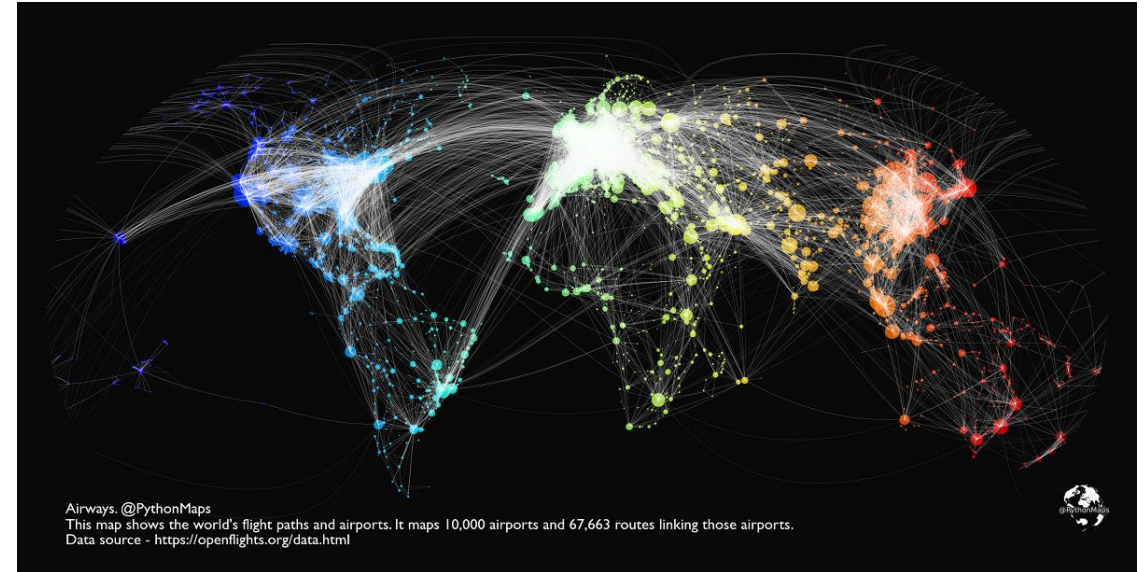 Airways. @PythonMaps
This map shows the world's flight paths and airports. It maps 10,000 airports and 67,663 routes linking those airports.
Data source - https://openflights.org/data.html
@PythonMaps